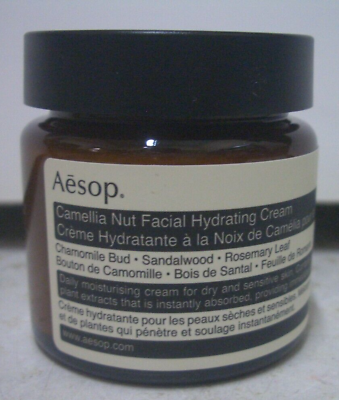 Aēsop.
Camellia Nut Facial Hydrating Cream
Crème Hydratante à la Noix de Camélia
Chamomile Bud • Sandalwood • Rosemary Leaf
Bouton de Camomille • Bois de Santal • Feuille de
Daily moisturising cream for dry and sensitive skin.
plant extracts that is instantly absorbed, providing
Crème hydratante pour les peaux sèches et sensibles,
et de plantes qui pénètre et soulage instantanément.
www.aesop.com